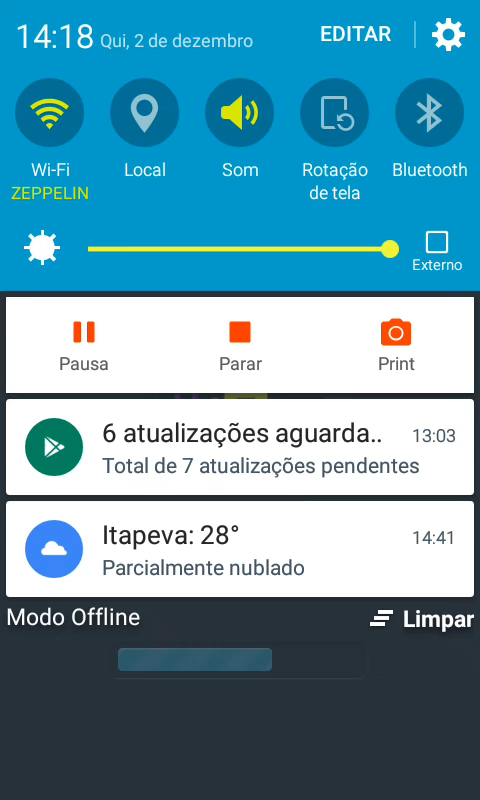 14:18 Qui, 2 de dezembro EDITAR
Wi-Fi Local Som Rotação Bluetooth
ZEPPELIN de tela
Externo
Pausa Parar Print
6 atualizações aguarda.. 13:03
Total de 7 atualizações pendentes
Itapeva: 28° 14:41
Parcialmente nublado
Modo Offline Limpar